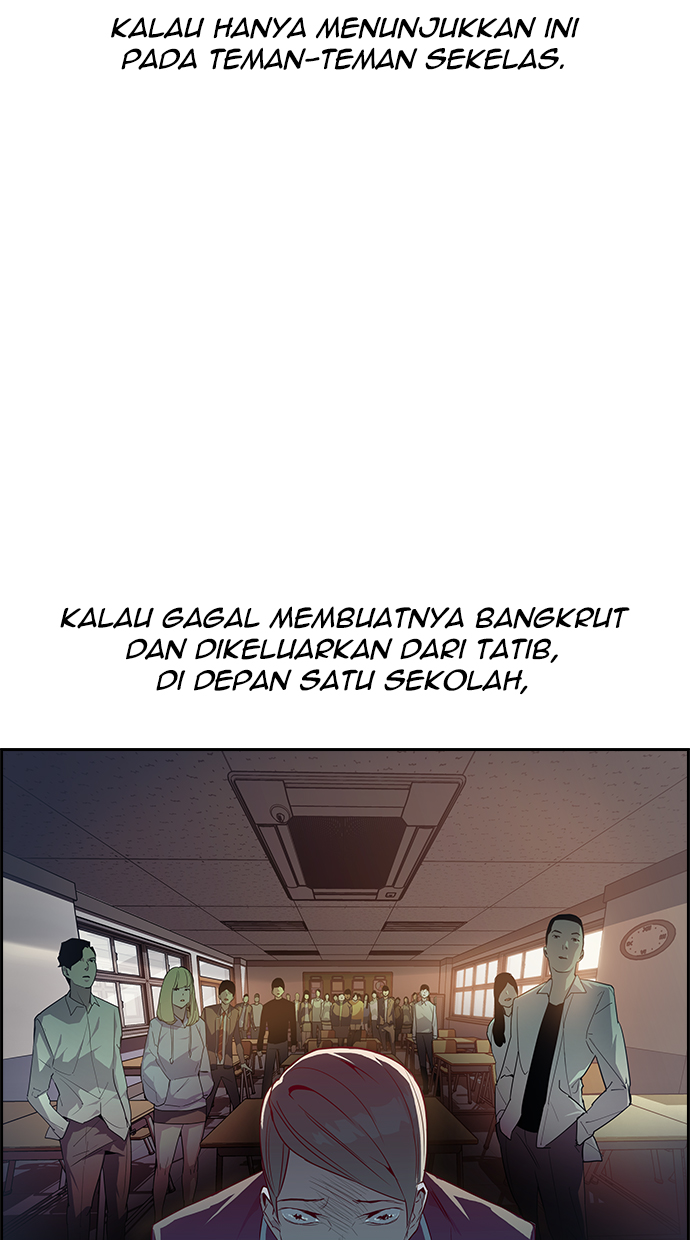 KALAU HANYA MENUNJUKKAN INI
PADA TEMAN-TEMAN SEKELAS.
KALAU GAGAL MEMBUATNYA BANGKRUT
DAN DIKELUARKAN DARI TATIB,
DI DEPAN SATU SEKOLAH,